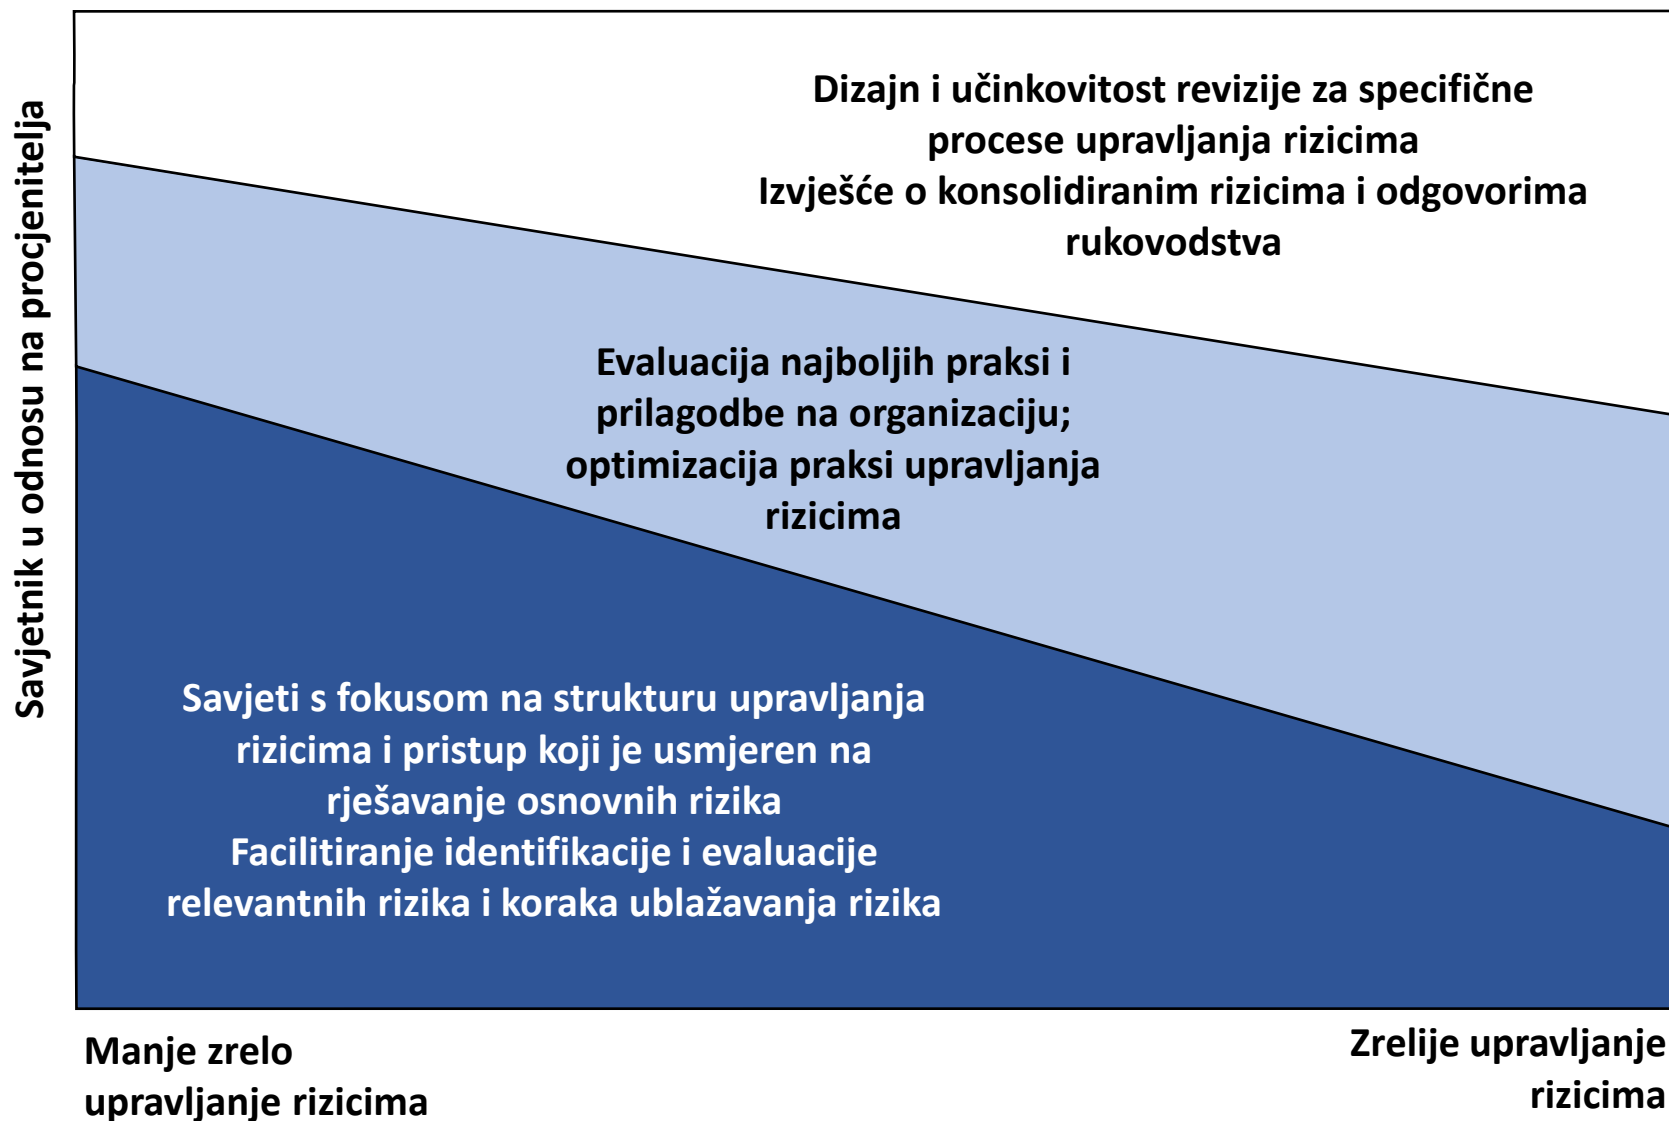 Savjetnik u odnosu na procjenitelja
Dizajn i učinkovitost revizije za specifične
procese upravljanja rizicima
Izvješće o konsolidiranim rizicima i odgovorima
rukovodstva
Evaluacija najboljih praksi i
prilagodbe na organizaciju;
optimizacija praksi upravljanja
rizicima
Savjeti s fokusom na strukturu upravljanja
rizicima i pristup koji je usmjeren na
rješavanje osnovnih rizika
Facilitiranje identifikacije i evaluacije
relevantnih rizika i koraka ublažavanja rizika
Manje zrelo
upravljanje rizicima
Zrelije upravljanje
rizicima